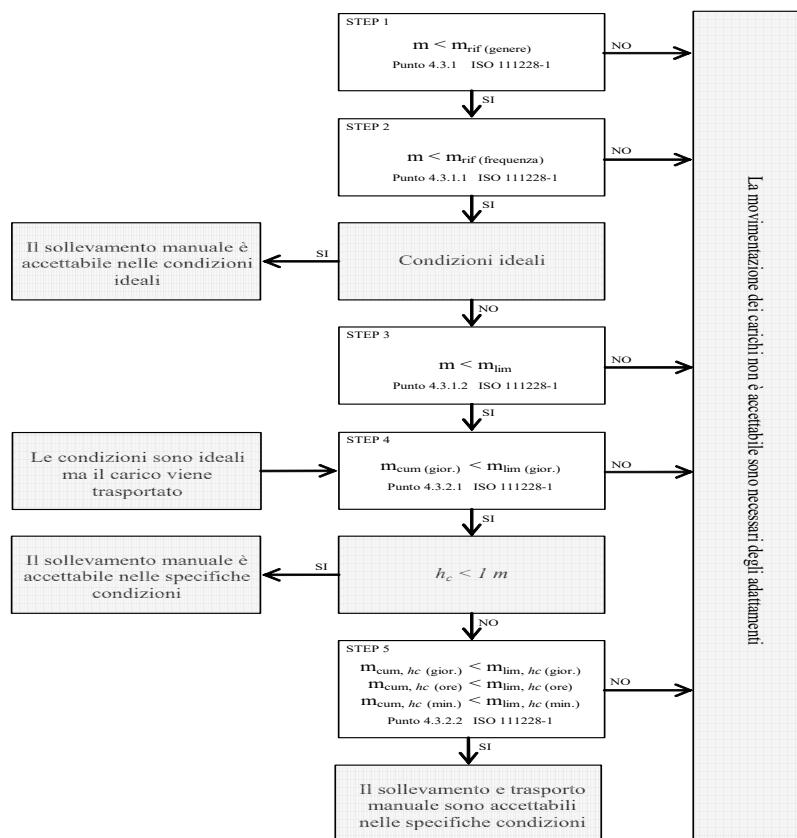 STEP 1
m < mrif (genere)
Punto 4.3.1 ISO 111228-1
NO
SI
STEP 2
m < mrif (frequenza)
Punto 4.3.1.1 ISO 111228-1
NO
SI
Il sollevamento manuale è
accettabile nelle condizioni
ideali
SI
Condizioni ideali
NO
STEP 3
m < mlim
Punto 4.3.1.2 ISO 111228-1
NO
SI
Le condizioni sono ideali
ma il carico viene
trasportato
STEP 4
mcum (gior.) < mlim (gior.)
Punto 4.3.2.1 ISO 111228-1
NO
SI
Il sollevamento manuale è
accettabile nelle specifiche
condizioni
SI
hc < 1 m
NO
STEP 5
mcum, hc (gior.) < mlim, hc (gior.)
mcum, hc (ore) < mlim, hc (ore)
mcum, hc (min.) < mlim, hc (min.)
Punto 4.3.2.2 ISO 111228-1
NO
SI
Il sollevamento e trasporto
manuale sono accettabili
nelle specifiche condizioni
La movimentazione dei carichi non è accettabile sono necessari degli adattamenti